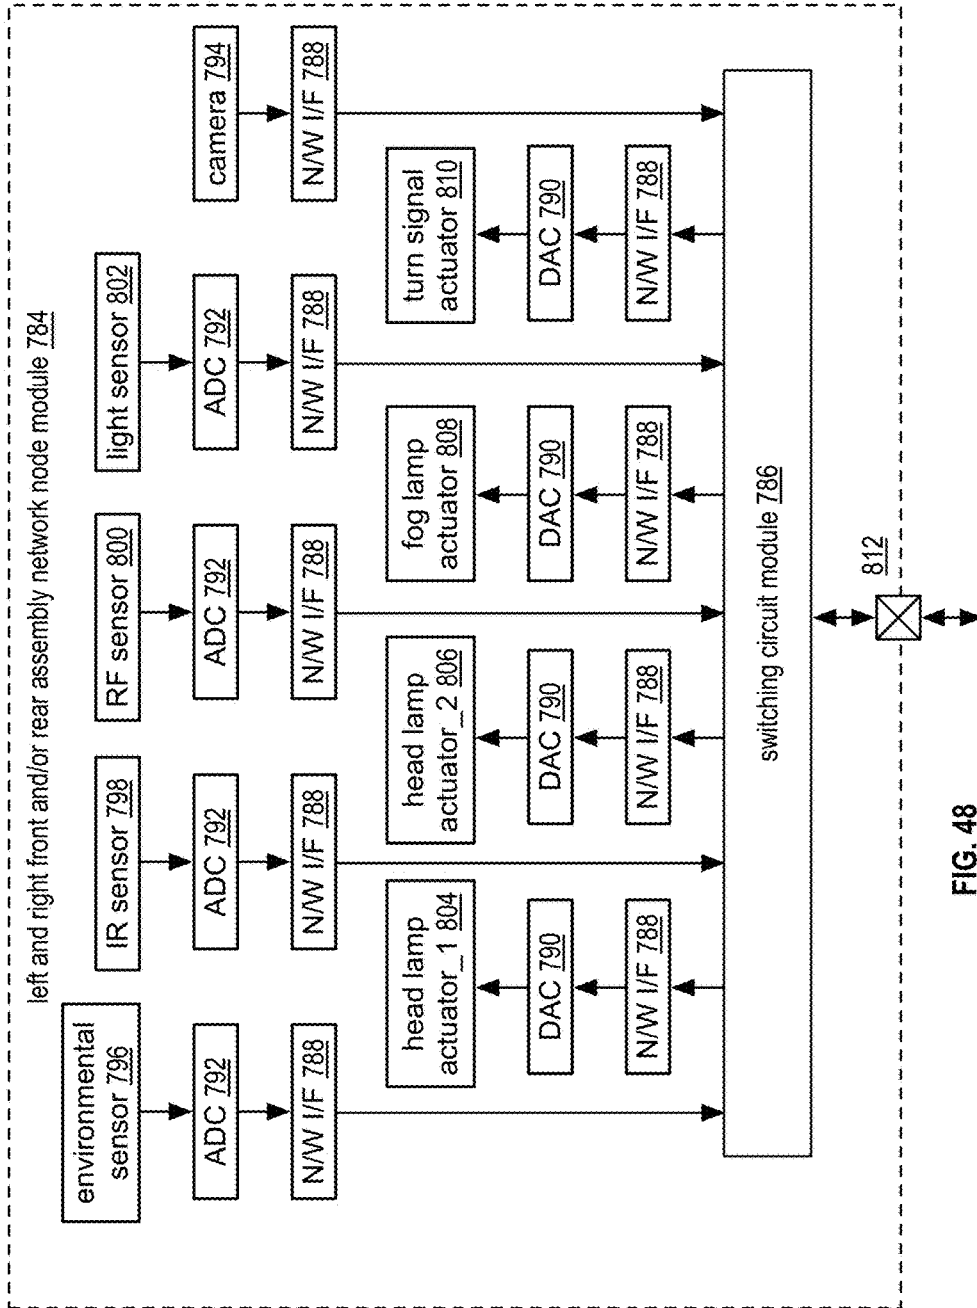 left and right front and/or rear assembly network node module 784
environmental
sensor 796
IR sensor 798
RF sensor 800
light sensor 802
camera 794
ADC 792
ADC 792
ADC 792
ADC 792
N/W I/F 788
N/W I/F 788
N/W I/F 788
N/W I/F 788
N/W I/F 788
head lamp
actuator_1 804
head lamp
actuator_2 806
fog lamp
actuator 808
turn signal
actuator 810
DAC 790
DAC 790
DAC 790
DAC 790
N/W I/F 788
N/W I/F 788
N/W I/F 788
N/W I/F 788
switching circuit module 786
812
FIG. 48